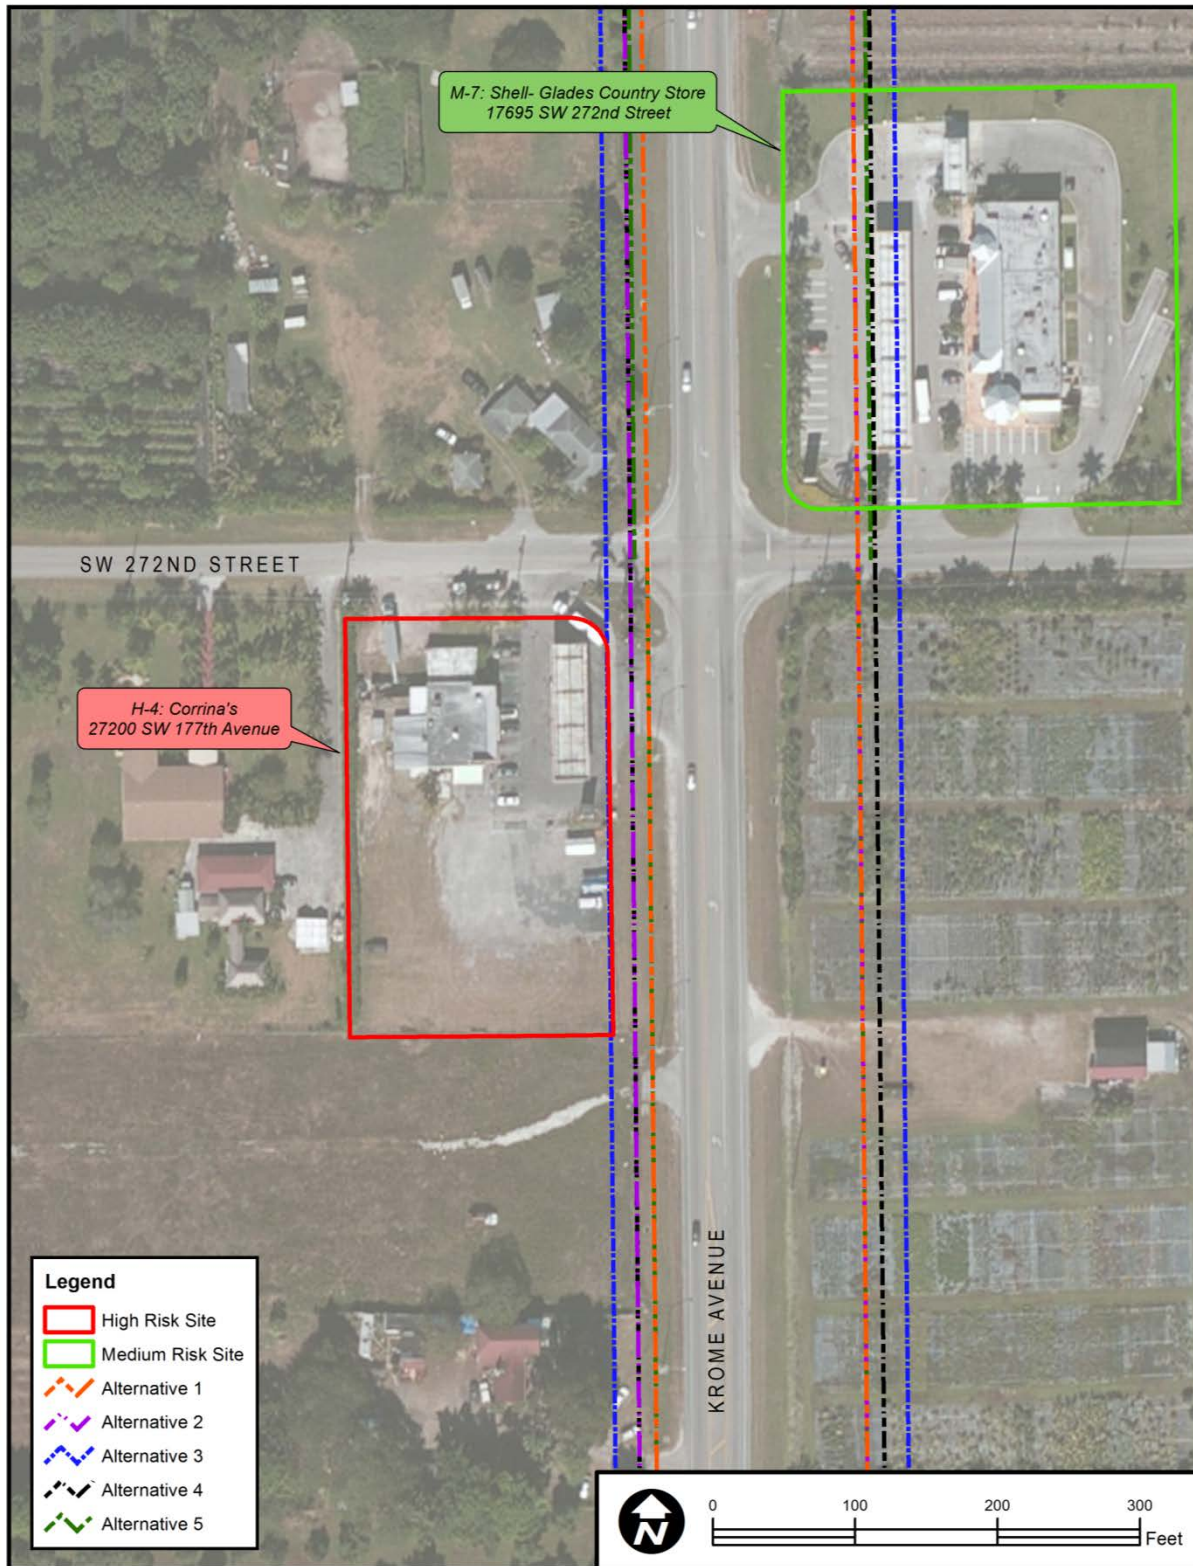 M-7: Shell- Glades Country Store
17695 SW 272nd Street
SW 272ND STREET
H-4: Corrina's
27200 SW 177th Avenue
KROME AVENUE
Legend
High Risk Site
Medium Risk Site
Alternative 1
Alternative 2
Alternative 3
Alternative 4
Alternative 5
N
0 100 200 300
Feet